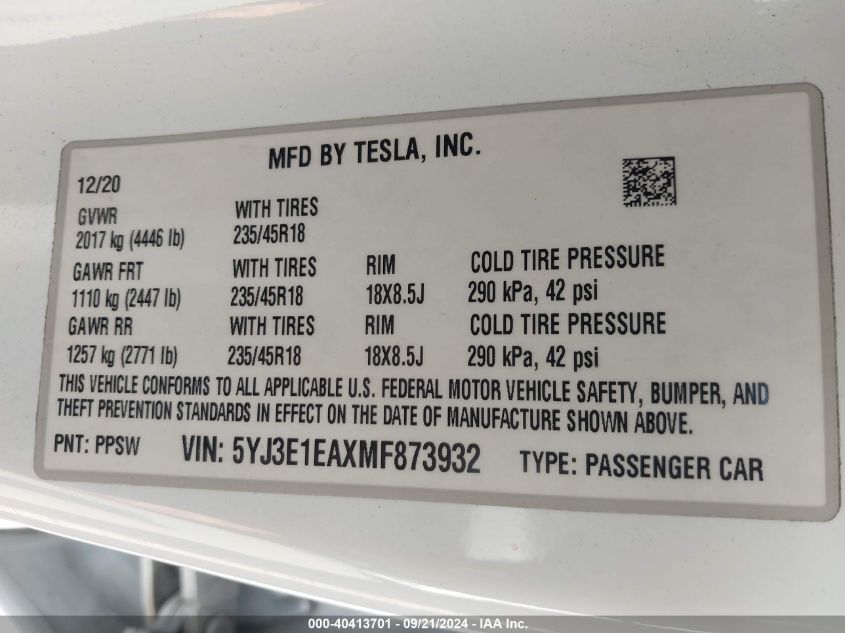 MFD BY TESLA, INC.
12/20
GVWR WITH TIRES
2017 kg (4446 lb) 235/45R18
GAWR FRT WITH TIRES RIM COLD TIRE PRESSURE
1110 kg (2447 lb) 235/45R18 18X8.5J 290 kPa, 42 psi
GAWR RR WITH TIRES RIM COLD TIRE PRESSURE
1257 kg (2771 lb) 235/45R18 18X8.5J 290 kPa, 42 psi
THIS VEHICLE CONFORMS TO ALL APPLICABLE U.S. FEDERAL MOTOR VEHICLE SAFETY, BUMPER, AND
THEFT PREVENTION STANDARDS IN EFFECT ON THE DATE OF MANUFACTURE SHOWN ABOVE.
PNT: PPSW VIN: 5YJ3E1EAXMF873932 TYPE: PASSENGER CAR
000-40413701 - 09/21/2024 - IAA Inc.